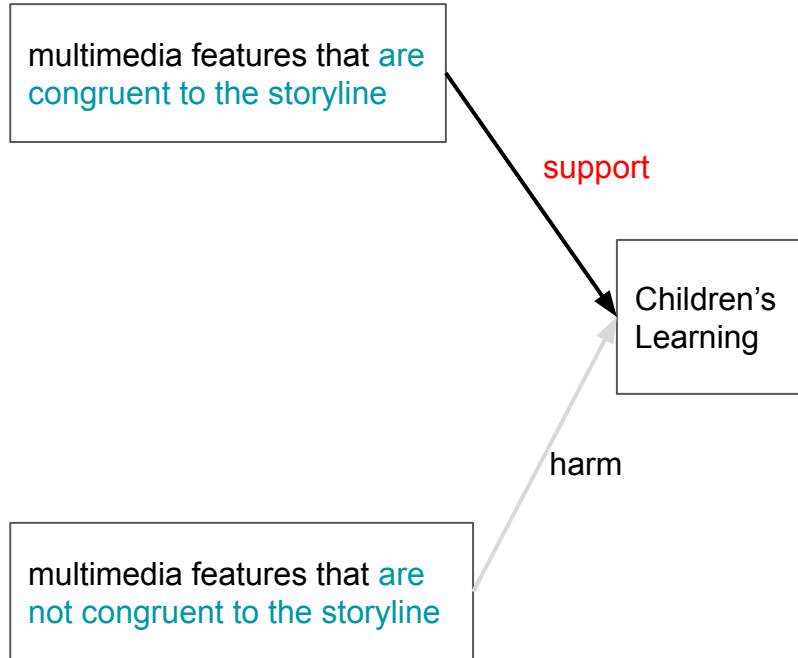 multimedia features that are
congruent to the storyline
support
Children’s
Learning
harm
multimedia features that are
not congruent to the storyline